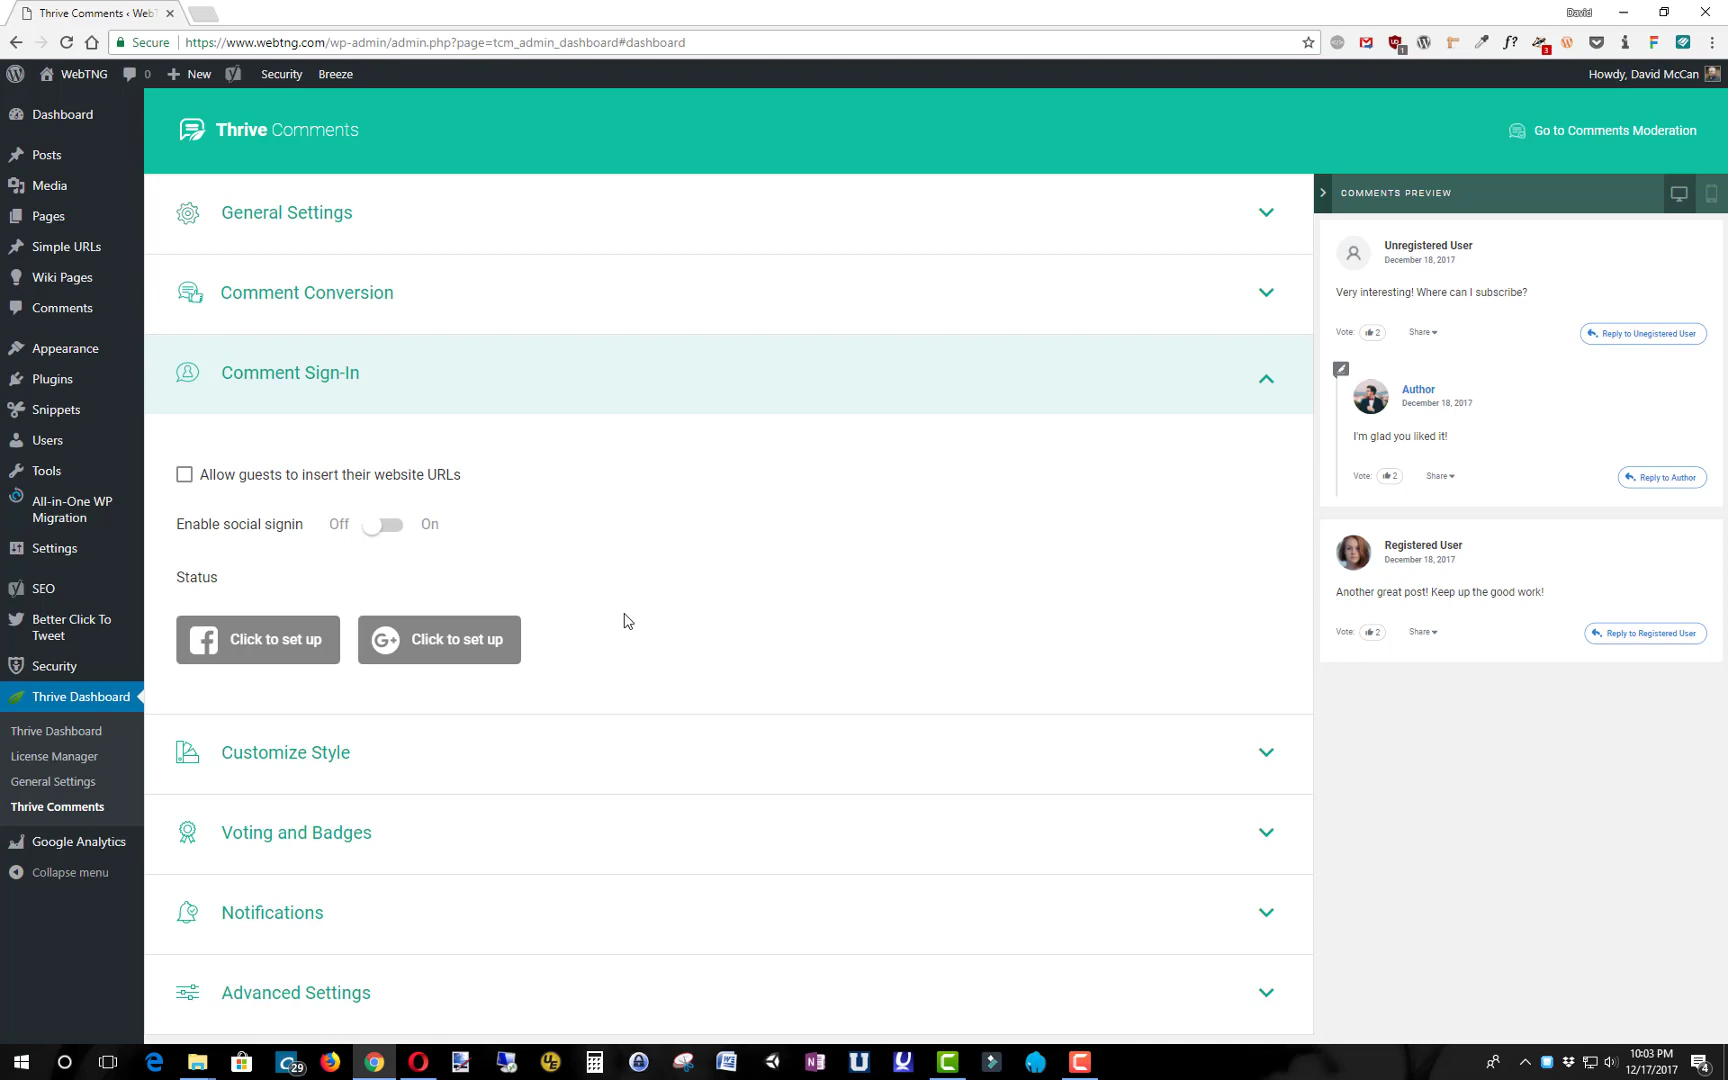 Thrive Comments ‹ WebT
David
Secure
https://www.webtng.com/wp-admin/admin.php?page=tcm_admin_dashboard#dashboard
WebTNG
0
New
Security
Breeze
Howdy, David McCan
Dashboard
Posts
Media
Pages
Simple URLs
Wiki Pages
Comments
Appearance
Plugins
Snippets
Users
Tools
All-in-One WP
Migration
Settings
SEO
Better Click To
Tweet
Security
Thrive Dashboard
Thrive Dashboard
License Manager
General Settings
Thrive Comments
Google Analytics
Collapse menu
Thrive Comments
Go to Comments Moderation
General Settings
Comment Conversion
Comment Sign-In
Allow guests to insert their website URLs
Enable social signin Off On
Status
Click to set up
Click to set up
Customize Style
Voting and Badges
Notifications
Advanced Settings
COMMENTS PREVIEW
Unregistered User
December 18, 2017
Very interesting! Where can I subscribe?
Vote: 2 Share
Reply to Unregistered User
Author
December 18, 2017
I'm glad you liked it!
Vote: 2 Share
Reply to Author
Registered User
December 18, 2017
Another great post! Keep up the good work!
Vote: 2 Share
Reply to Registered User
29
10:03 PM
12/17/2017
4